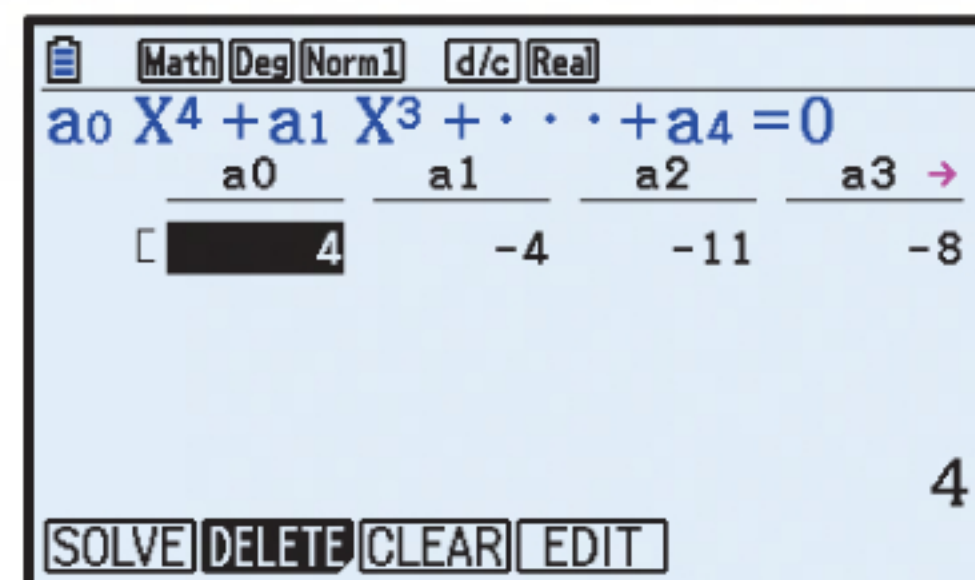 Math Deg Norm1 d/c Real
a0 X⁴ +a1 X³ +···+a4 =0
a0 a1 a2 a3 →
[ 4 -4 -11 -8
4
SOLVE DELETE CLEAR EDIT